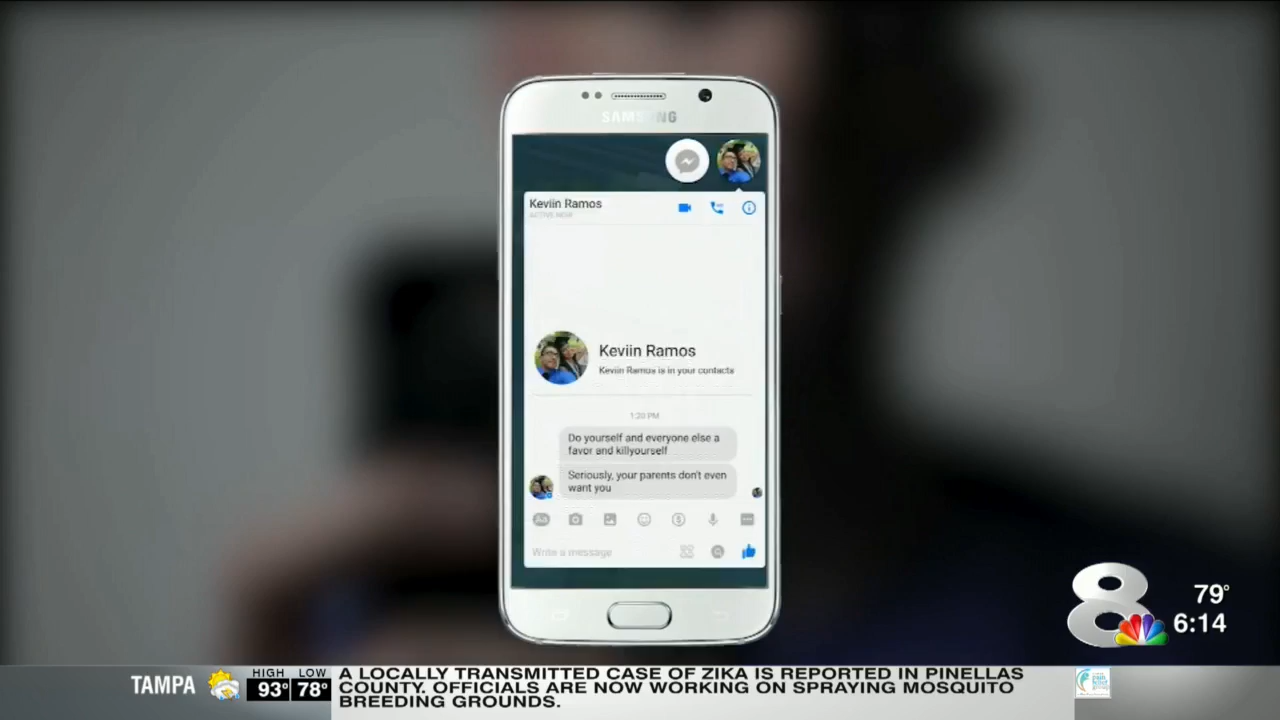 SAMSUNG
Keviin Ramos
ACTIVE NOW
Keviin Ramos
Keviin Ramos is in your contacts
1:20 PM
Do yourself and everyone else a
favor and killyourself
Seriously, your parents don't even
want you
Aa
Write a message
8
79°
6:14
TAMPA
HIGH LOW
93° 78°
A LOCALLY TRANSMITTED CASE OF ZIKA IS REPORTED IN PINELLAS
COUNTY. OFFICIALS ARE NOW WORKING ON SPRAYING MOSQUITO
BREEDING GROUNDS.